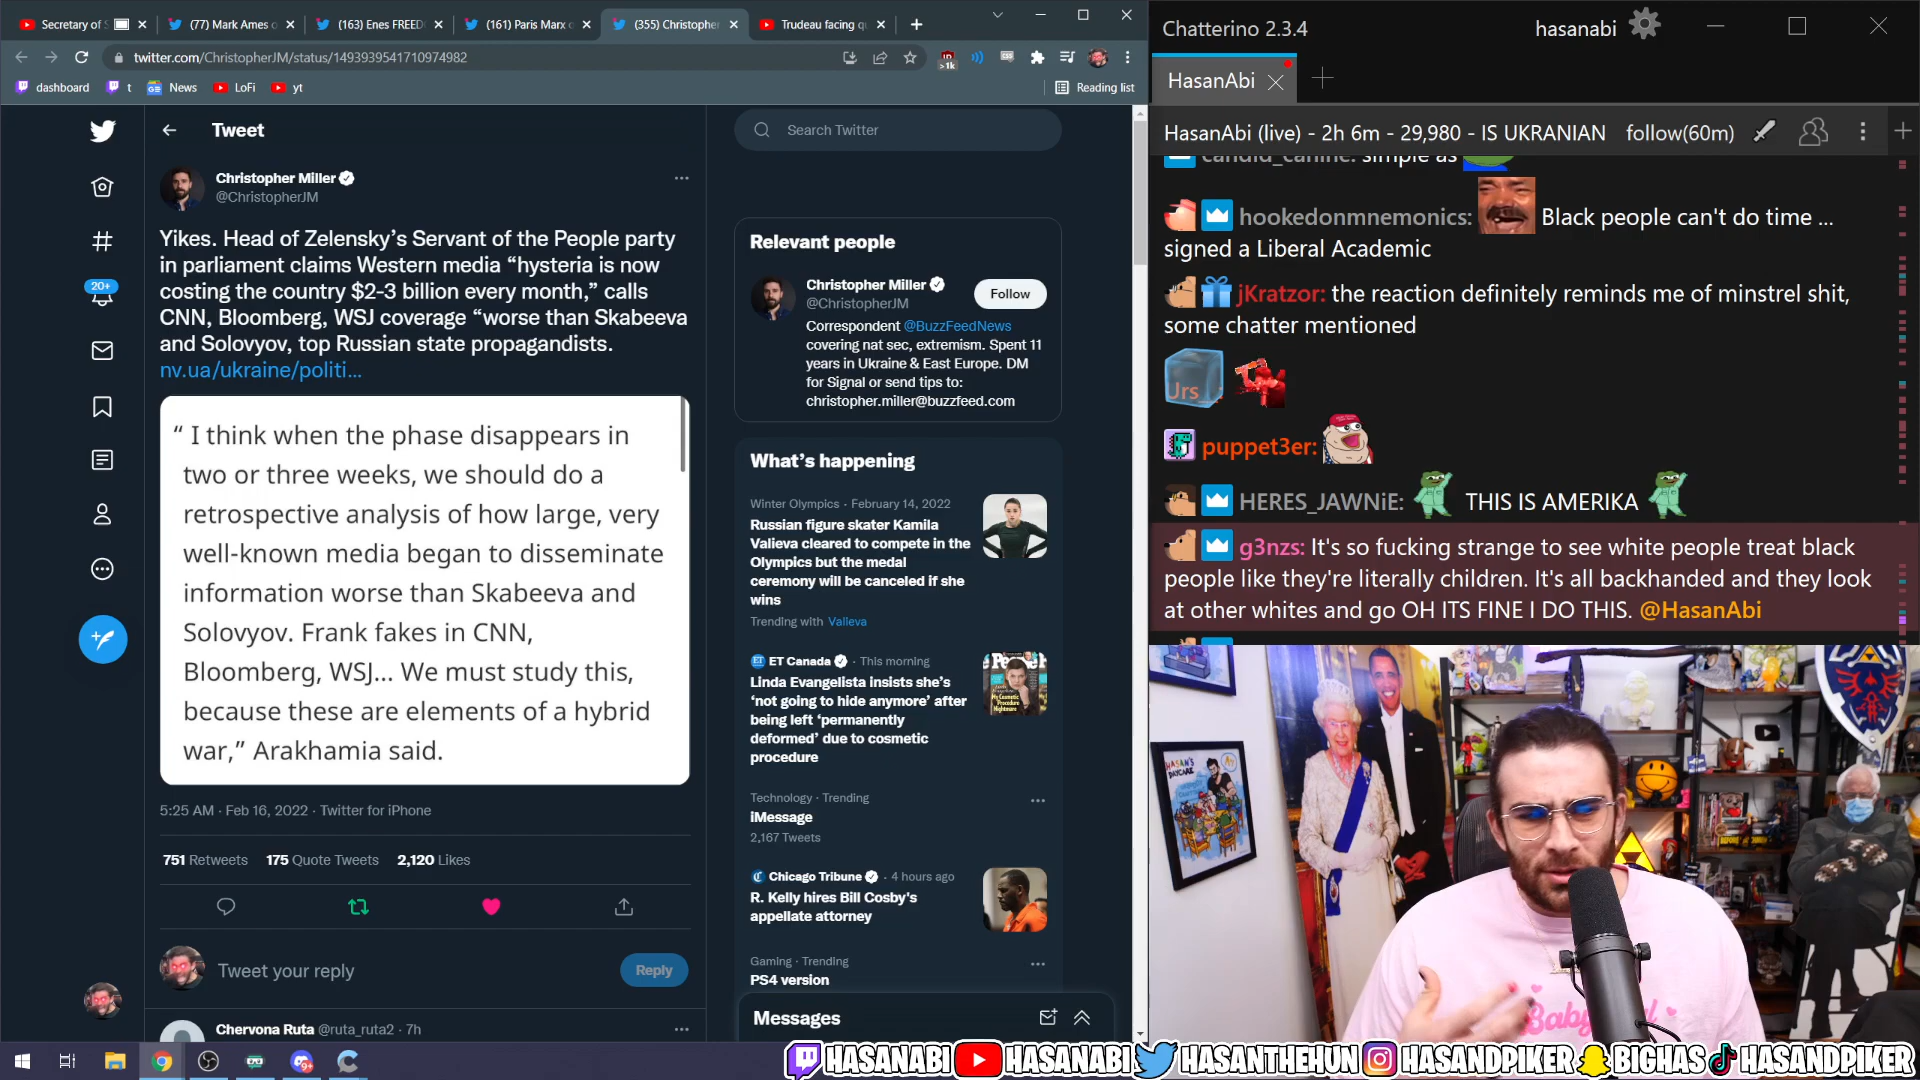 Secretary of S
(77) Mark Ames o
(163) Enes FREED
(161) Paris Marx o
(355) Christopher
Trudeau facing q
twitter.com/ChristopherJM/status/1493939541710974982
>1k
dashboard
t
News
LoFi
yt
Reading list
Tweet
Search Twitter
20+
Christopher Miller
@ChristopherJM
Yikes. Head of Zelensky’s Servant of the People party
in parliament claims Western media “hysteria is now
costing the country $2-3 billion every month,” calls
CNN, Bloomberg, WSJ coverage “worse than Skabeeva
and Solovyov, top Russian state propagandists.
nv.ua/ukraine/politi...
“ I think when the phase disappears in
two or three weeks, we should do a
retrospective analysis of how large, very
well-known media began to disseminate
information worse than Skabeeva and
Solovyov. Frank fakes in CNN,
Bloomberg, WSJ... We must study this,
because these are elements of a hybrid
war,” Arakhamia said.
5:25 AM · Feb 16, 2022 · Twitter for iPhone
751 Retweets 175 Quote Tweets 2,120 Likes
Tweet your reply
Reply
Chervona Ruta @ruta_ruta2 · 7h
Relevant people
Christopher Miller
@ChristopherJM
Follow
Correspondent @BuzzFeedNews
covering nat sec, extremism. Spent 11
years in Ukraine & East Europe. DM
for Signal or send tips to:
christopher.miller@buzzfeed.com
What’s happening
Winter Olympics · February 14, 2022
Russian figure skater Kamila
Valieva cleared to compete in the
Olympics but the medal
ceremony will be canceled if she
wins
Trending with Valieva
ET Canada · This morning
Linda Evangelista insists she’s
‘not going to hide anymore’ after
being left ‘permanently
deformed’ due to cosmetic
procedure
Technology · Trending
iMessage
2,167 Tweets
Chicago Tribune · 4 hours ago
R. Kelly hires Bill Cosby's
appellate attorney
Gaming · Trending
PS4 version
Messages
Chatterino 2.3.4
hasanabi
HasanAbi
HasanAbi (live) - 2h 6m - 29,980 - IS UKRANIAN
follow(60m)
candid_canine: simple as
hookedonmnemonics: Black people can't do time ...
signed a Liberal Academic
jKratzor: the reaction definitely reminds me of minstrel shit,
some chatter mentioned
Urs_:
puppet3er:
HERES_JAWNiE: THIS IS AMERIKA
g3nzs: It's so fucking strange to see white people treat black
people like they're literally children. It's all backhanded and they look
at other whites and go OH ITS FINE I DO THIS. @HasanAbi
HASAN'S
DAYCARE
HASANABI HASANABI HASANTHEHUN HASANDPIKER BIGHAS HASANDPIKER